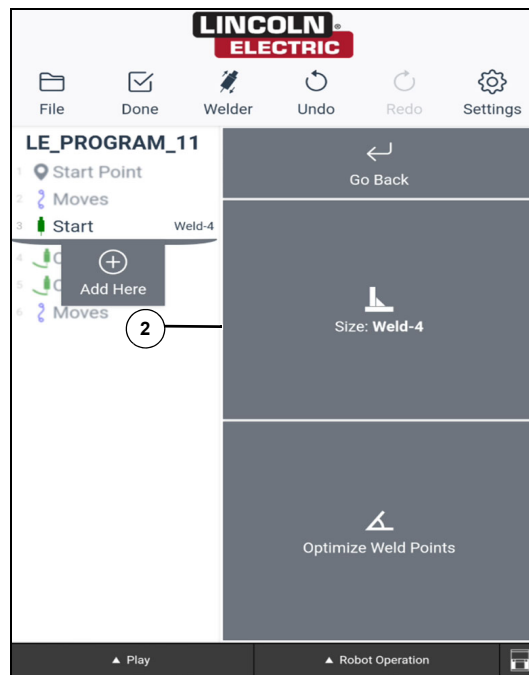 LINCOLN ®
ELECTRIC
File Done Welder Undo Redo Settings
LE_PROGRAM_11
1 Start Point
2 Moves
3 Start Weld-4
4 C
5 C
Add Here
6 Moves
2
Go Back
Size: Weld-4
Optimize Weld Points
▲ Play ▲ Robot Operation